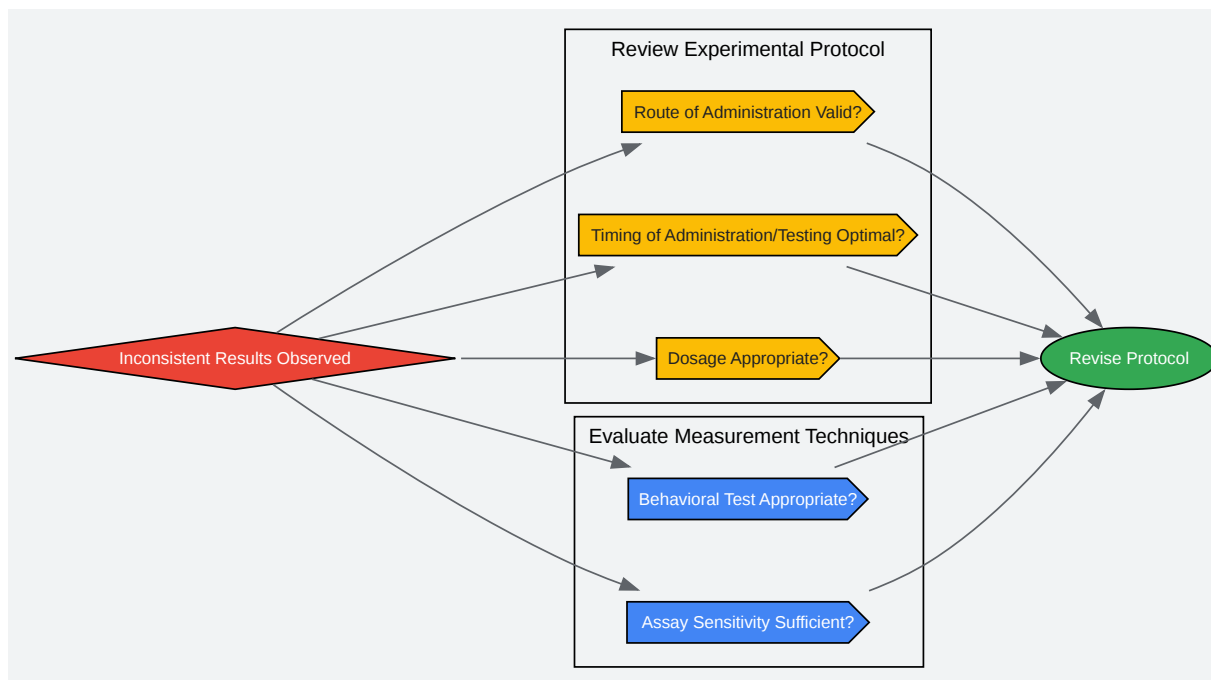 Review Experimental Protocol
Route of Administration Valid?
Timing of Administration/Testing Optimal?
Inconsistent Results Observed
Dosage Appropriate?
Revise Protocol
Evaluate Measurement Techniques
Behavioral Test Appropriate?
Assay Sensitivity Sufficient?